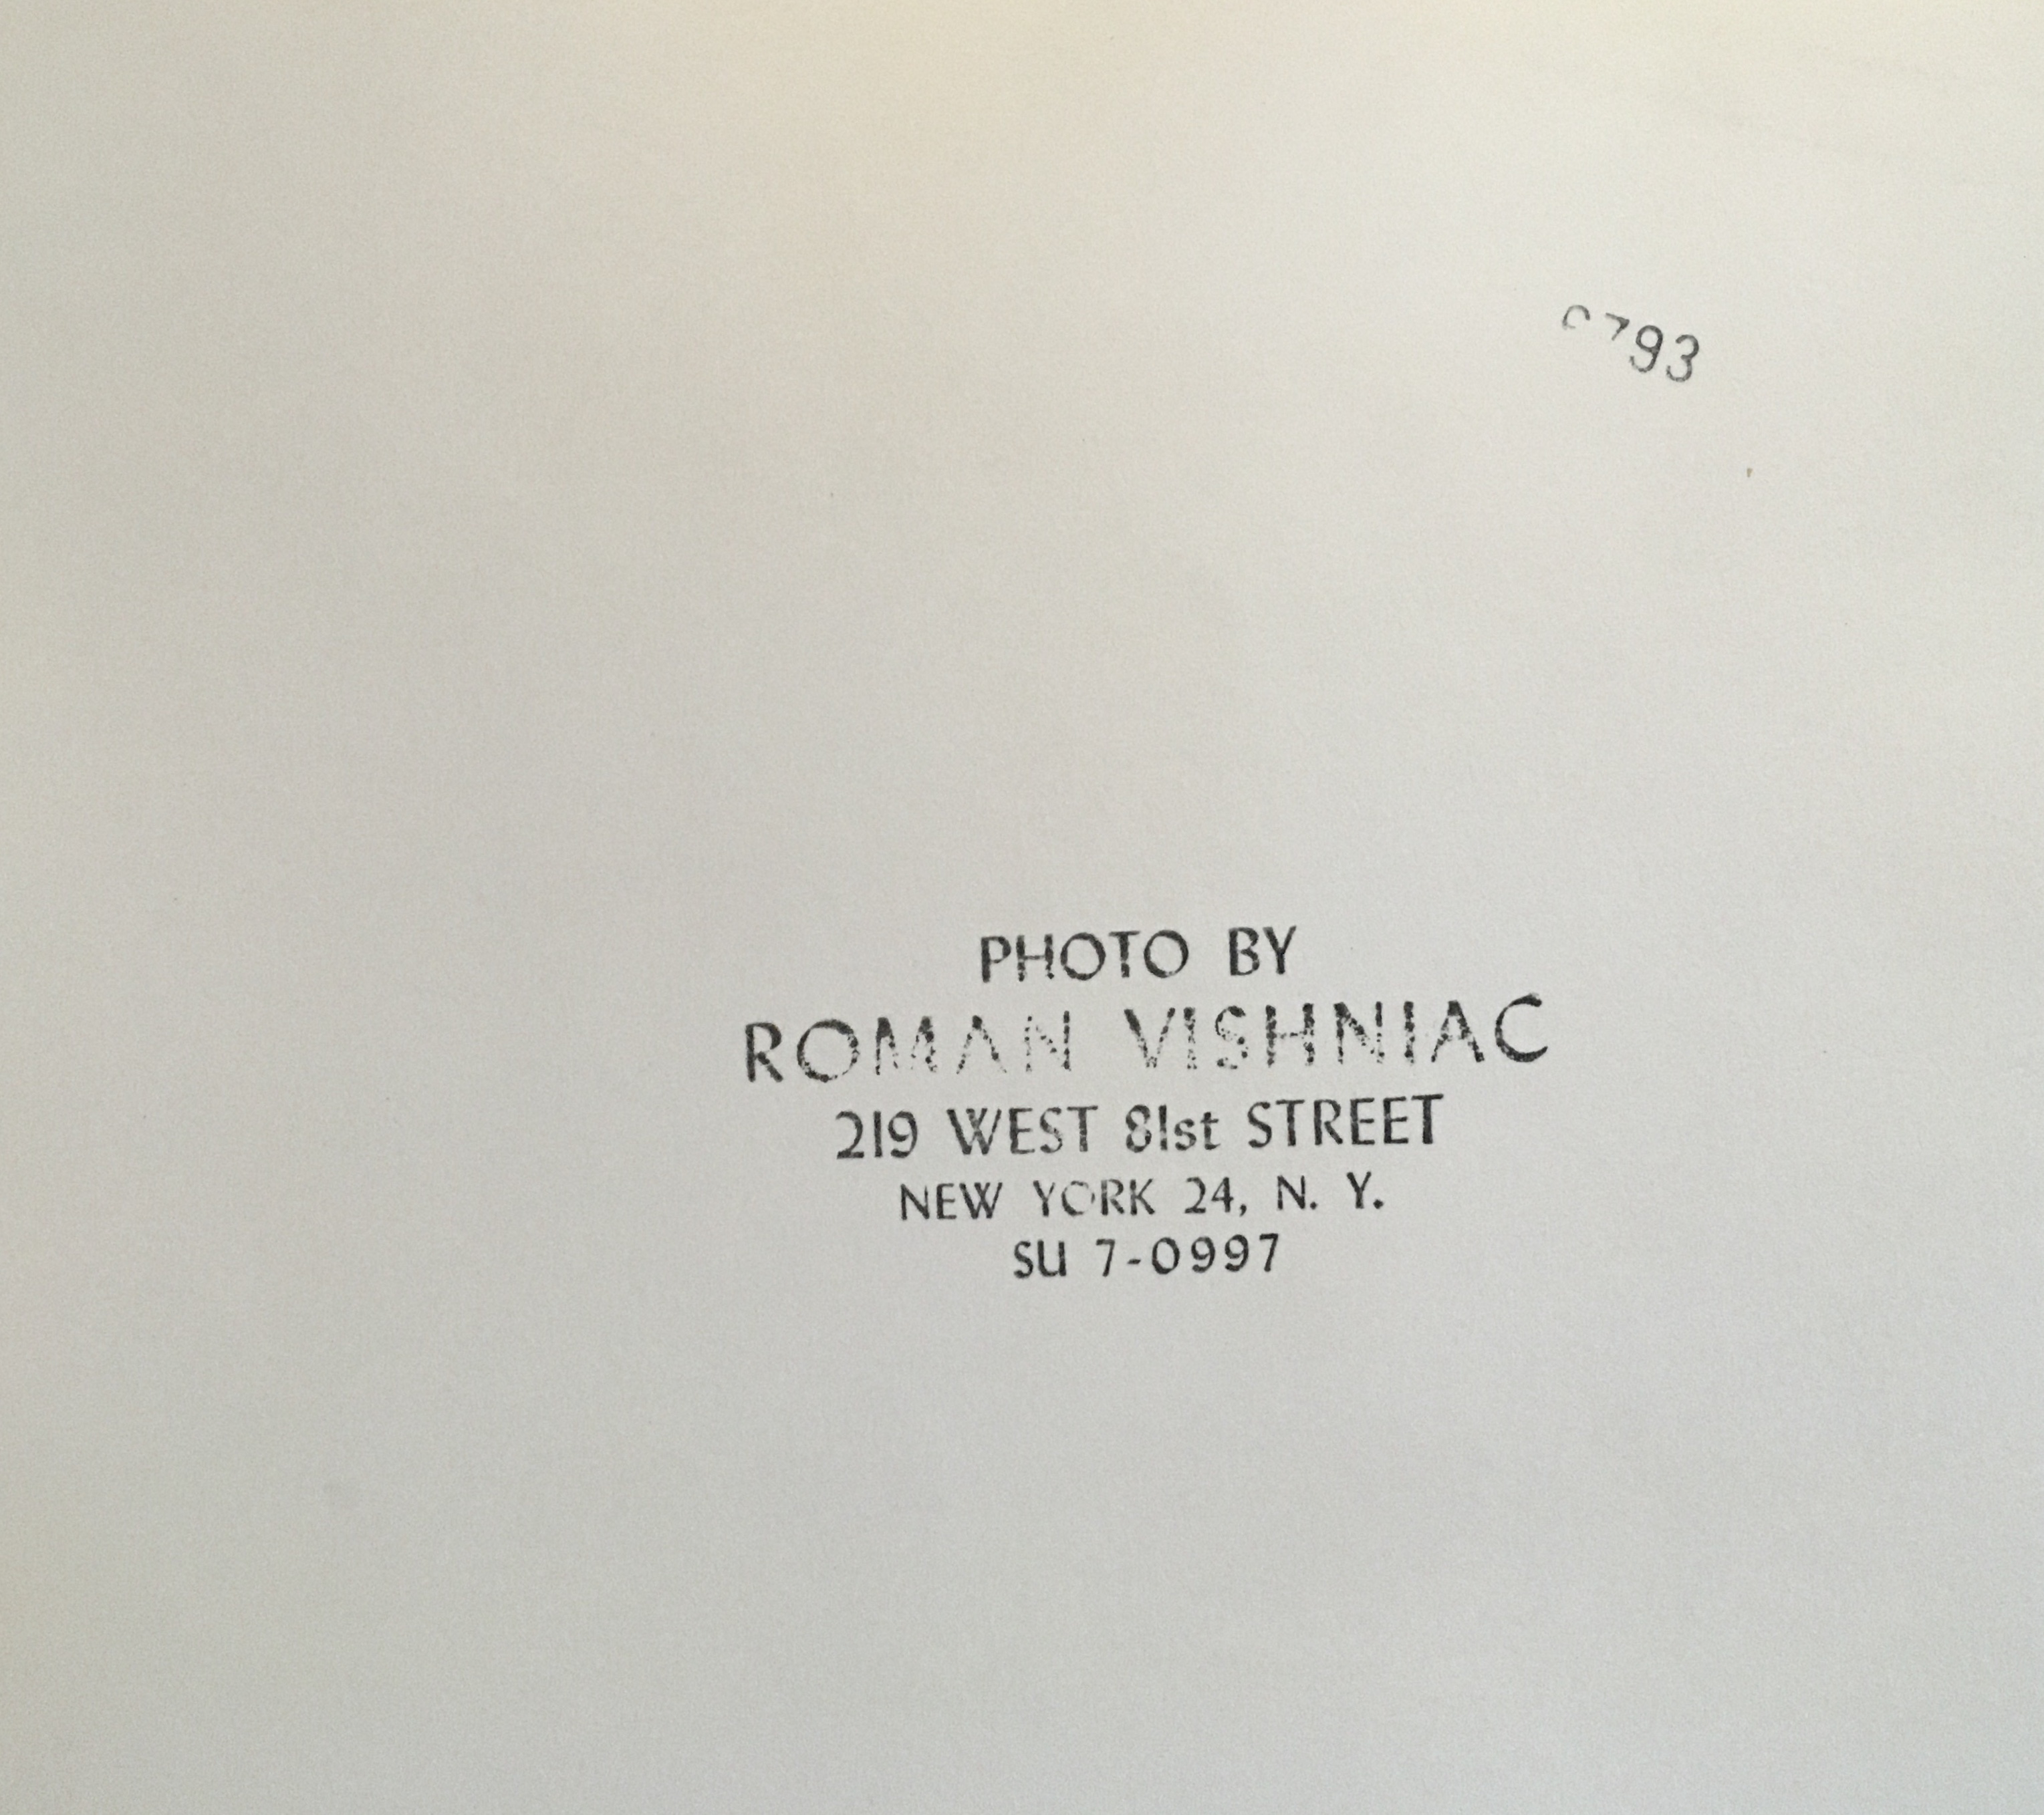 PHOTO BY
ROMAN VISHNIAC
219 WEST 81st STREET
NEW YORK 24, N. Y.
SU 7-0997